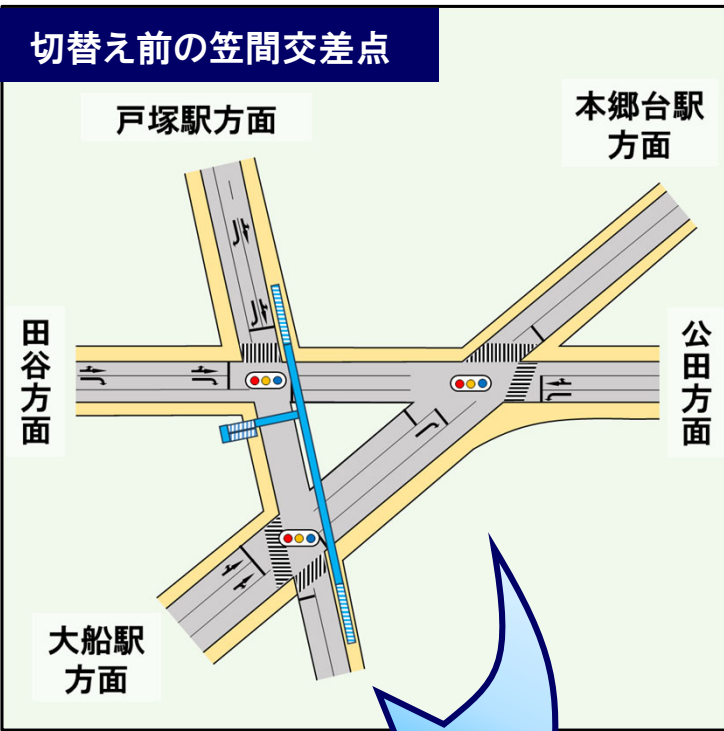 切替え前の笠間交差点
戸塚駅方面
本郷台駅
方面
田谷方面
公田方面
大船駅
方面